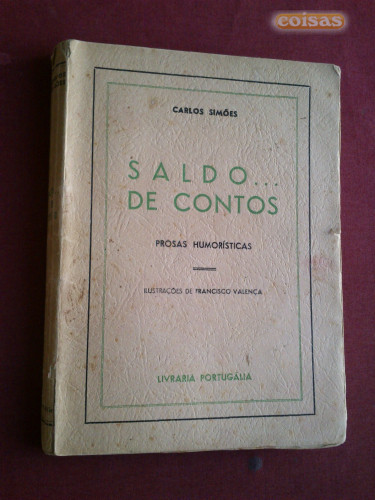 coisas
CARLOS SIMÕES
SALDO...
DE CONTOS
PROSAS HUMORÍSTICAS
ILUSTRAÇÕES DE FRANCISCO VALENÇA
LIVRARIA PORTUGÁLIA